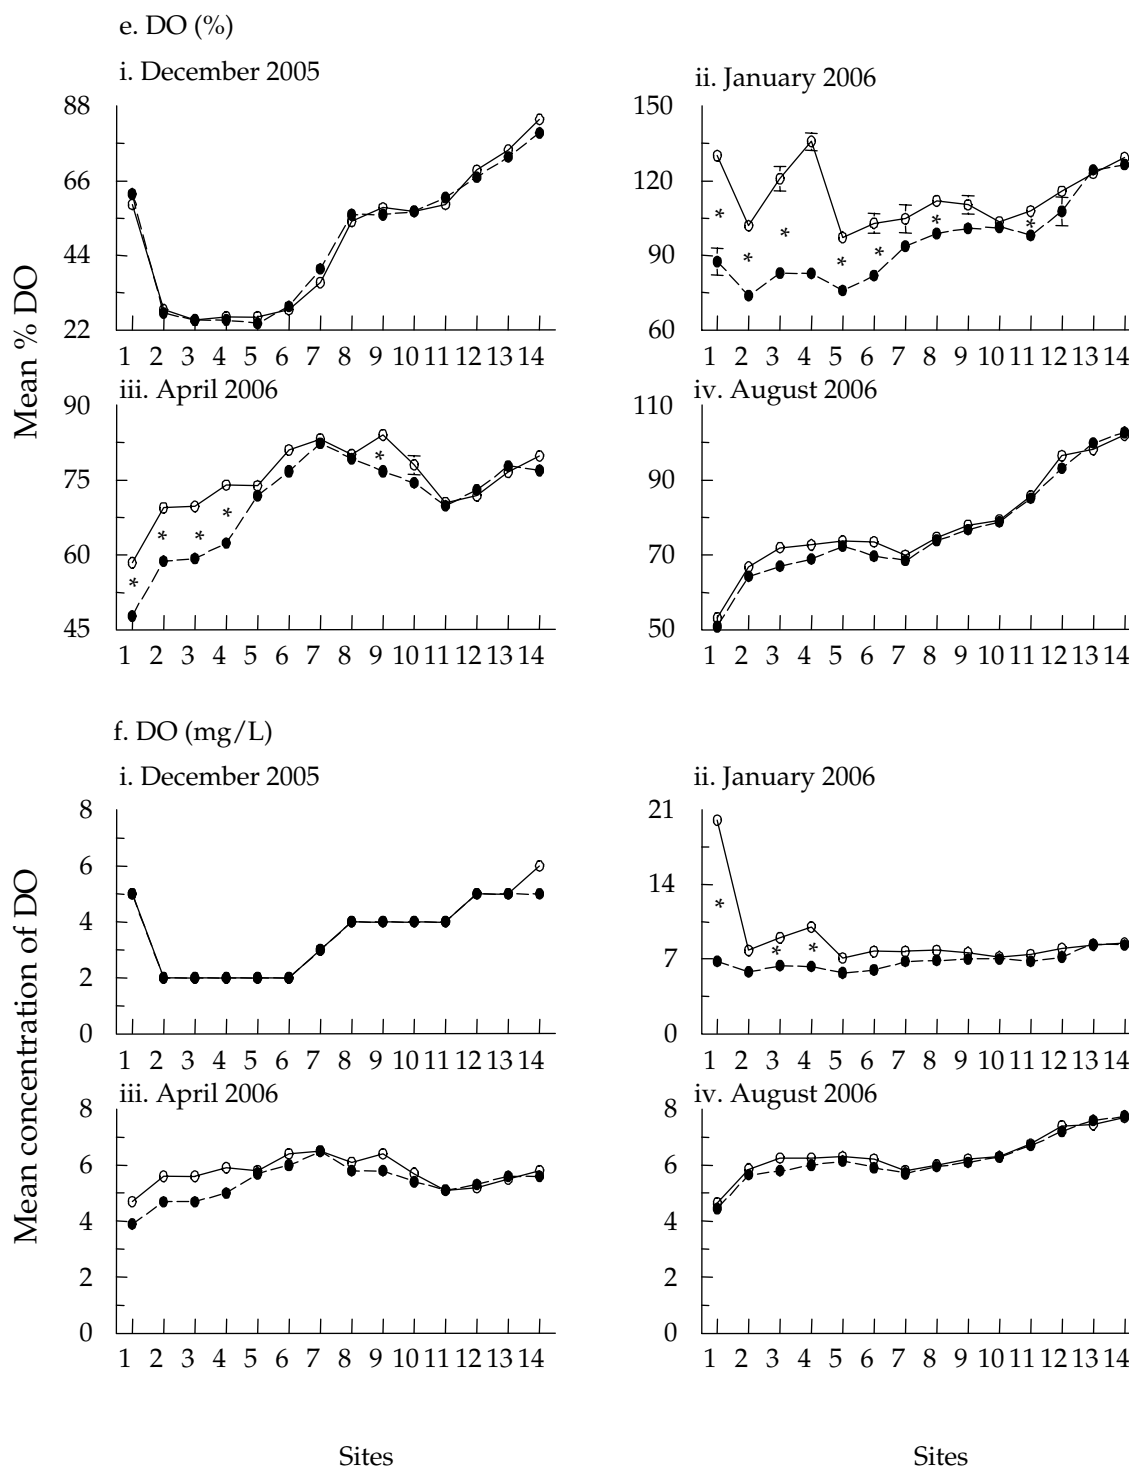 e. DO (%)
i. December 2005
ii. January 2006
88
66
44
22
1 2 3 4 5 6 7 8 9 10 11 12 13 14
150
120
90
60
* * * * * * * *
1 2 3 4 5 6 7 8 9 10 11 12 13 14
Mean % DO
iii. April 2006
iv. August 2006
90
75
60
45
* * * * *
1 2 3 4 5 6 7 8 9 10 11 12 13 14
110
90
70
50
1 2 3 4 5 6 7 8 9 10 11 12 13 14
f. DO (mg/L)
i. December 2005
ii. January 2006
8
6
4
2
0
1 2 3 4 5 6 7 8 9 10 11 12 13 14
21
14
7
0
* * *
1 2 3 4 5 6 7 8 9 10 11 12 13 14
Mean concentration of DO
iii. April 2006
iv. August 2006
8
6
4
2
0
1 2 3 4 5 6 7 8 9 10 11 12 13 14
8
6
4
2
0
1 2 3 4 5 6 7 8 9 10 11 12 13 14
Sites
Sites